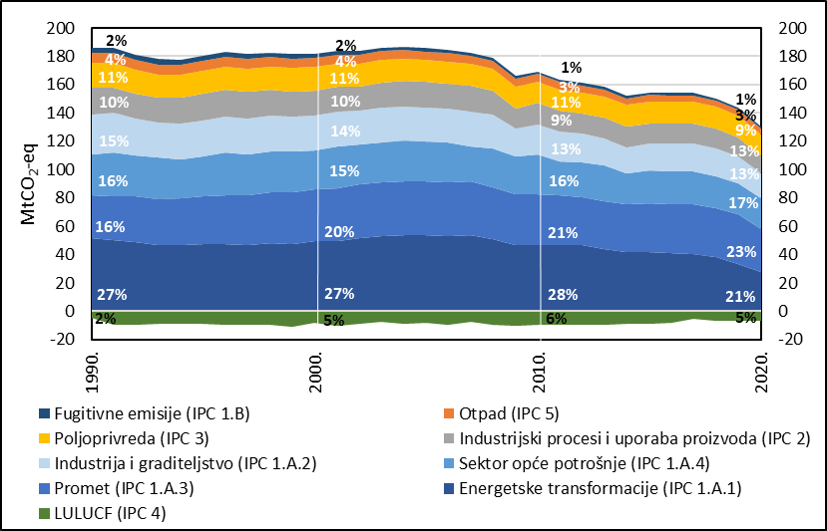 200 200
180 180
160 160
140 140
120 120
100 100
80 80
60 60
40 40
20 20
0 0
-20 -20
MtCO2-eq
2% 2% 1% 1%
4% 4% 3% 3%
11% 11% 11% 9%
10% 10% 9% 13%
15% 14% 13% 13%
16% 15% 16% 17%
16% 20% 21% 23%
27% 27% 28% 21%
2% 5% 6% 5%
1990. 2000. 2010. 2020.
Fugitivne emisije (IPC 1.B) Otpad (IPC 5)
Poljoprivreda (IPC 3) Industrijski procesi i uporaba proizvoda (IPC 2)
Industrija i graditeljstvo (IPC 1.A.2) Sektor opće potrošnje (IPC 1.A.4)
Promet (IPC 1.A.3) Energetske transformacije (IPC 1.A.1)
LULUCF (IPC 4)